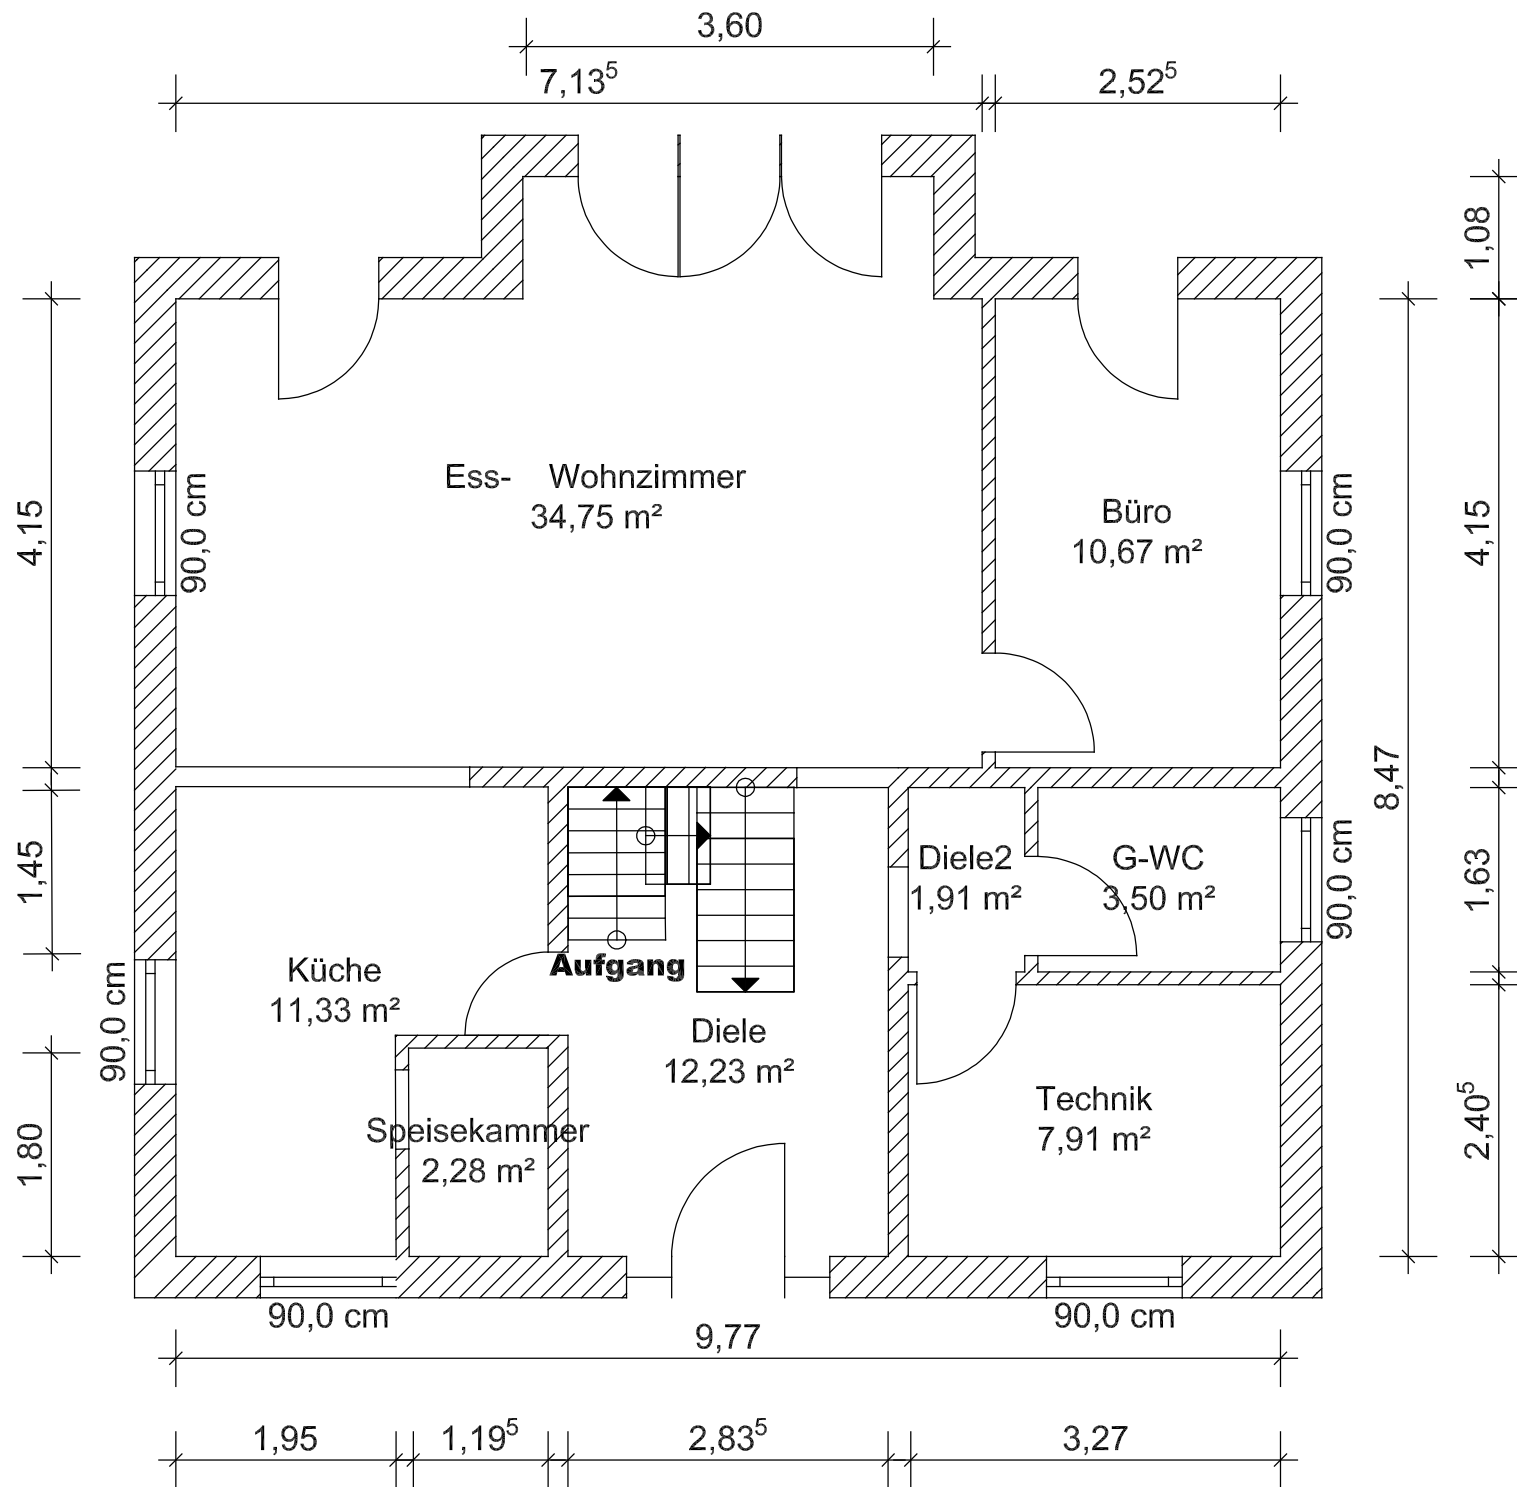 3,60
7,13⁵
2,52⁵
1,08
Ess- Wohnzimmer
34,75 m²
Büro
10,67 m²
4,15
90,0 cm
90,0 cm
4,15
8,47
1,45
Diele2
1,91 m²
G-WC
3,50 m²
90,0 cm
1,63
Aufgang
Küche
11,33 m²
90,0 cm
Diele
12,23 m²
Technik
7,91 m²
2,40⁵
1,80
Speisekammer
2,28 m²
90,0 cm
90,0 cm
9,77
1,95
1,19⁵
2,83⁵
3,27